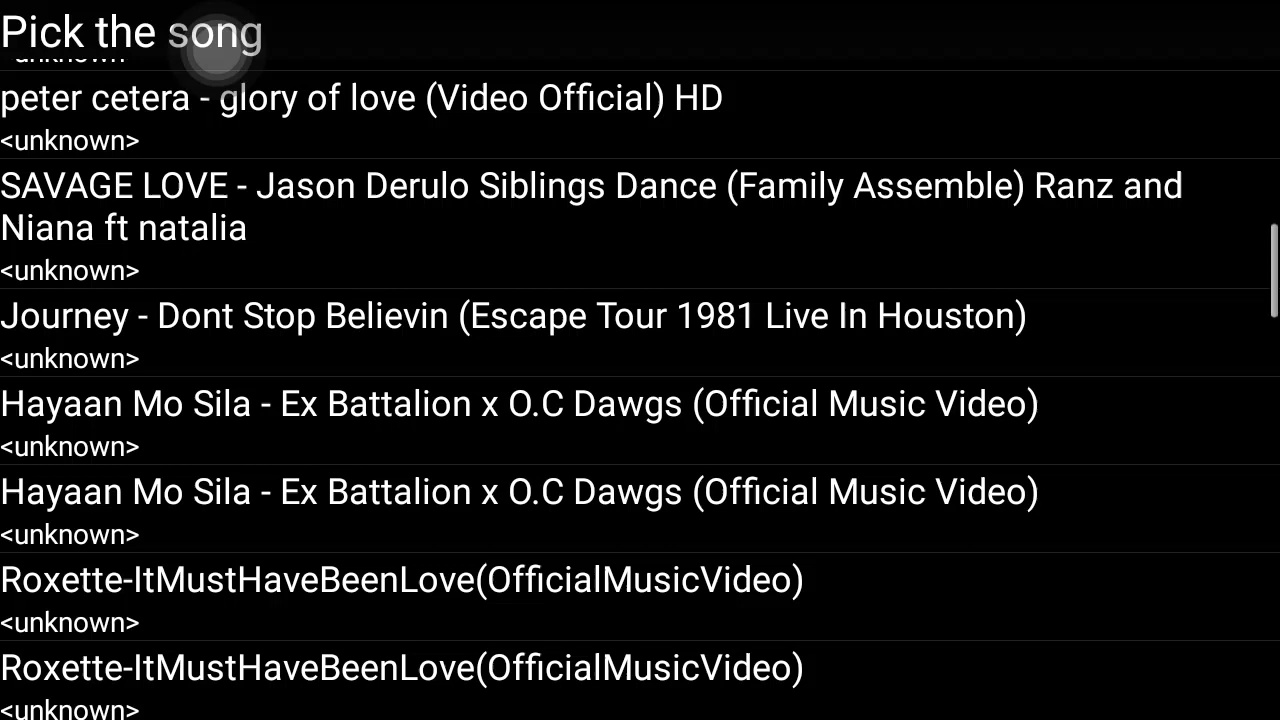 Pick the song
<unknown>
peter cetera - glory of love (Video Official) HD
<unknown>
SAVAGE LOVE - Jason Derulo Siblings Dance (Family Assemble) Ranz and
Niana ft natalia
<unknown>
Journey - Dont Stop Believin (Escape Tour 1981 Live In Houston)
<unknown>
Hayaan Mo Sila - Ex Battalion x O.C Dawgs (Official Music Video)
<unknown>
Hayaan Mo Sila - Ex Battalion x O.C Dawgs (Official Music Video)
<unknown>
Roxette-ItMustHaveBeenLove(OfficialMusicVideo)
<unknown>
Roxette-ItMustHaveBeenLove(OfficialMusicVideo)
<unknown>